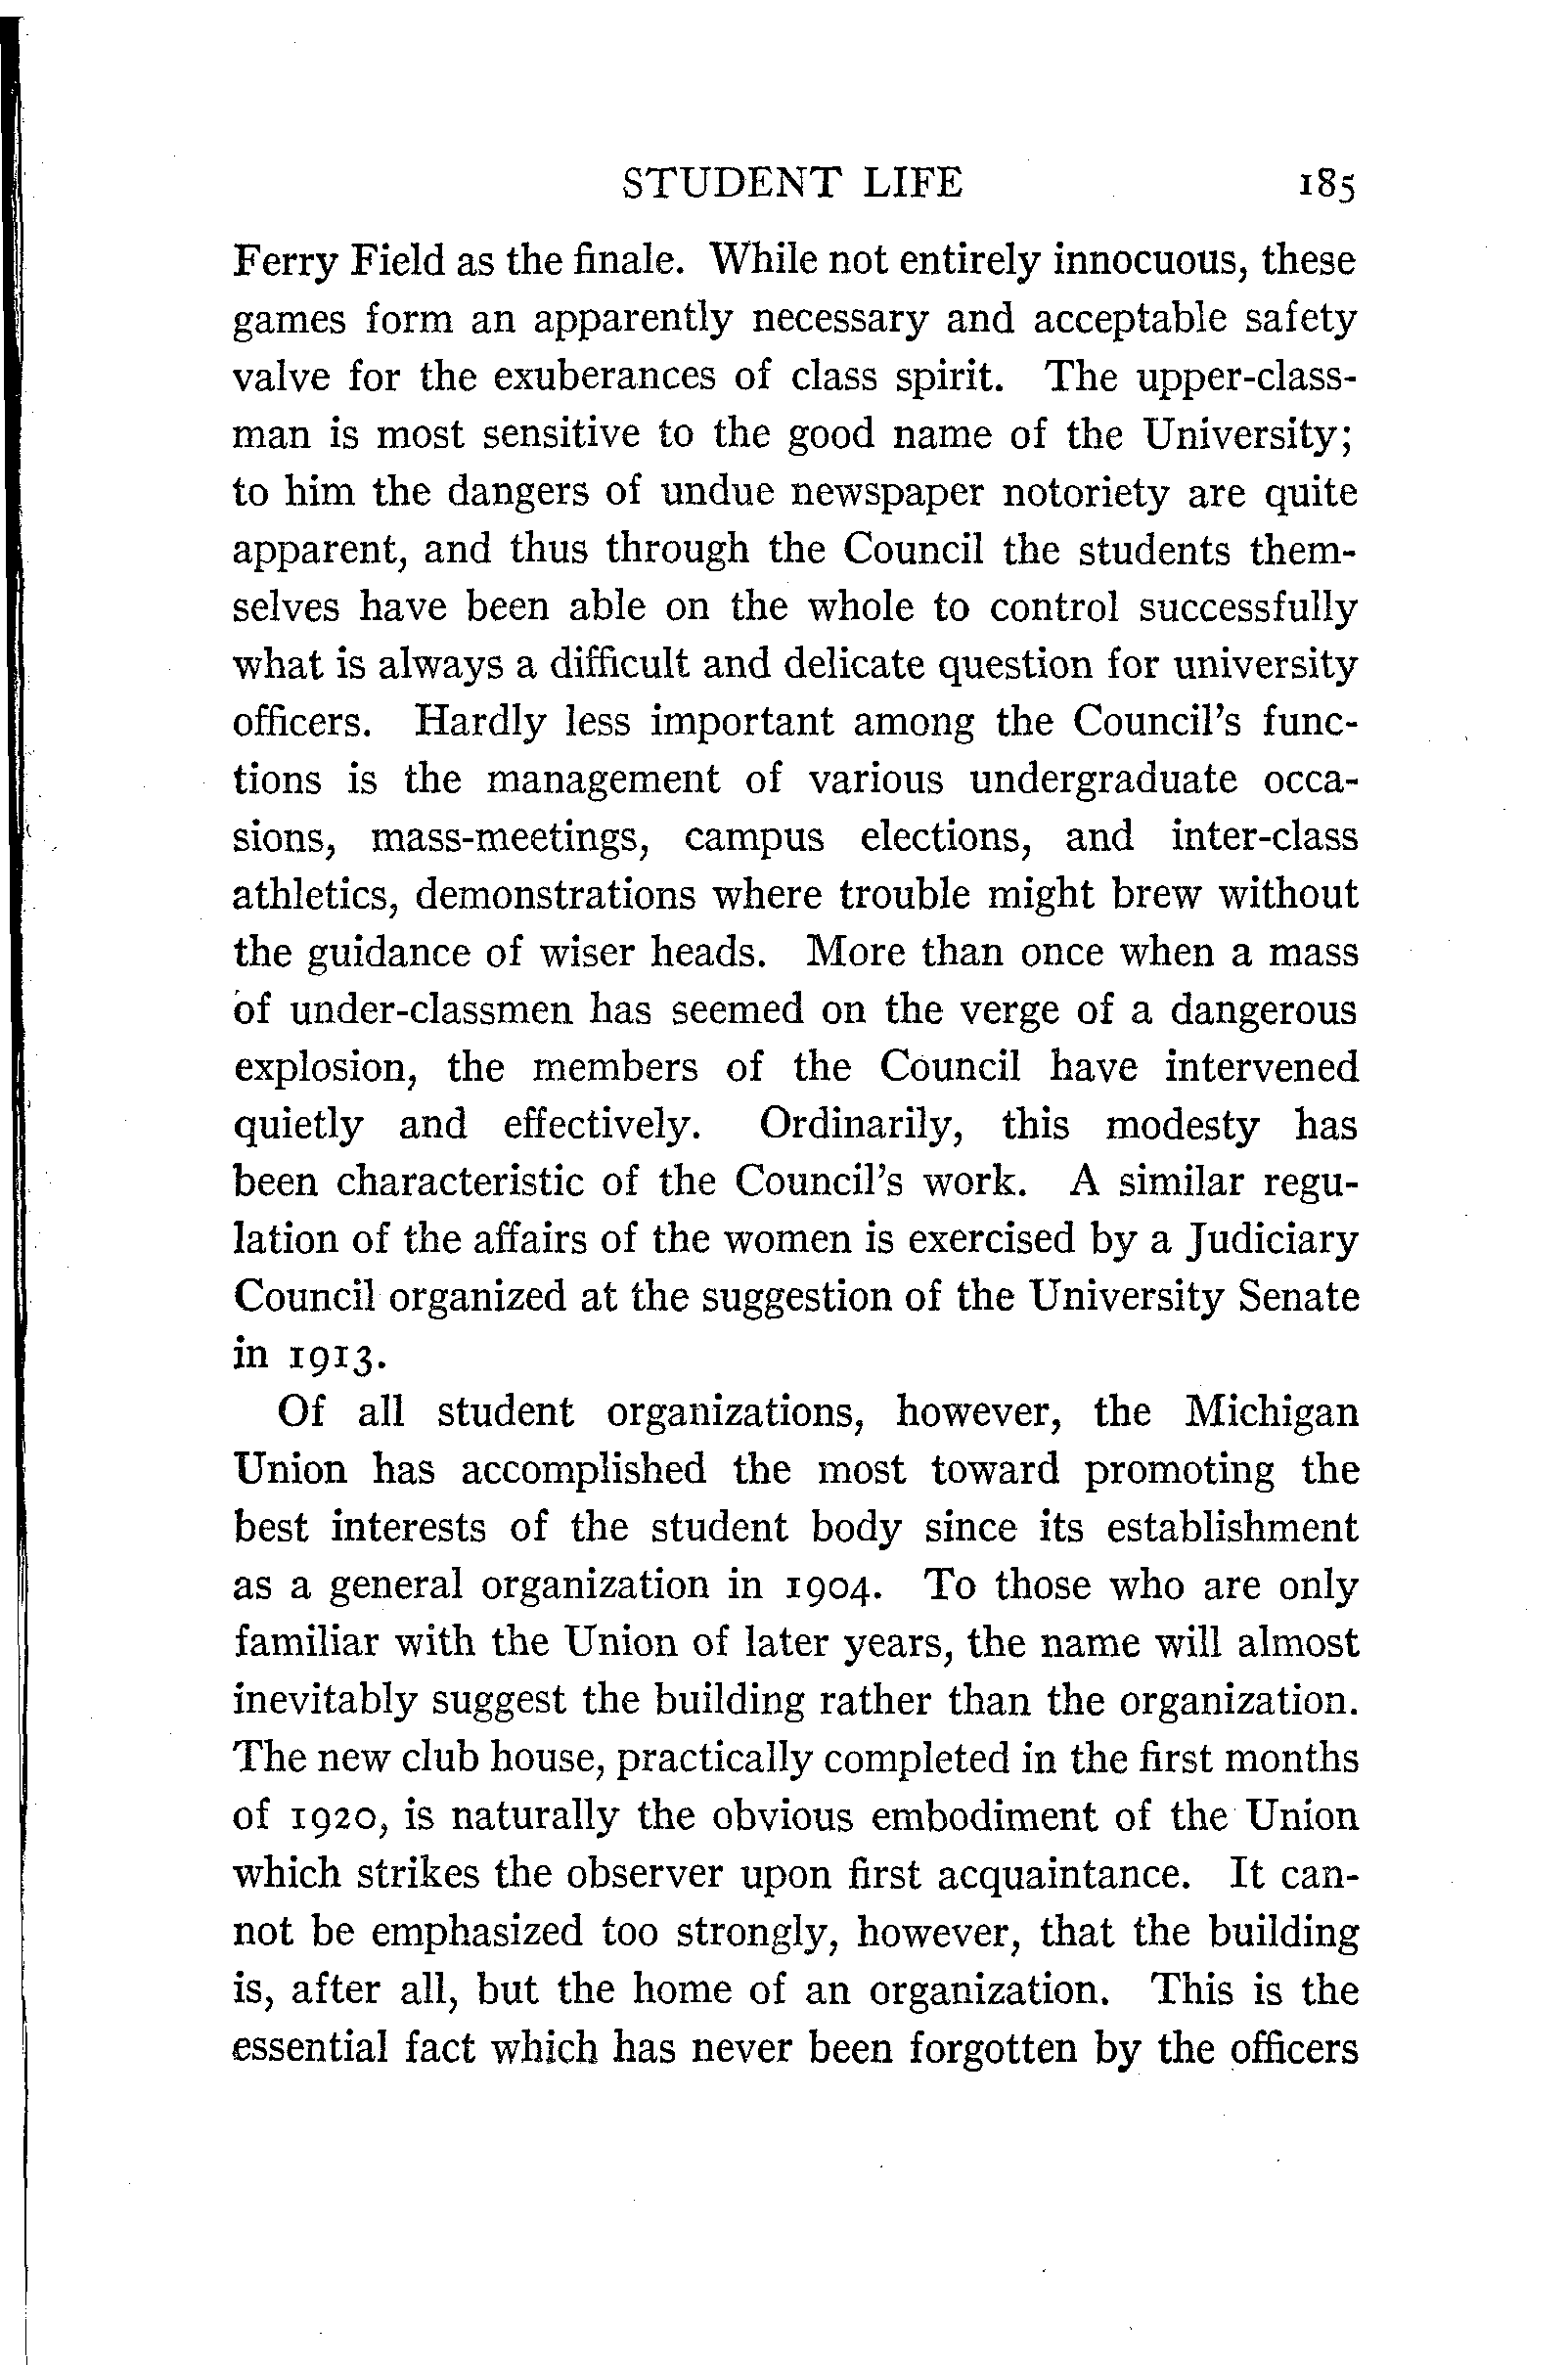 STUDENT LIFE 185
Ferry Field as the finale. While not entirely innocuous, these
games form an apparently necessary and acceptable safety
valve for the exuberances of class spirit. The upper-class-
man is most sensitive to the good name of the University;
to him the dangers of undue newspaper notoriety are quite
apparent, and thus through the Council the students them-
selves have been able on the whole to control successfully
what is always a difficult and delicate question for university
officers. Hardly less important among the Council's func-
tions is the management of various undergraduate occa-
sions, mass-meetings, campus elections, and inter-class
athletics, demonstrations where trouble might brew without
the guidance of wiser heads. More than once when a mass
of under-classmen has seemed on the verge of a dangerous
explosion, the members of the Council have intervened
quietly and effectively. Ordinarily, this modesty has
been characteristic of the Council's work. A similar regu-
lation of the affairs of the women is exercised by a Judiciary
Council organized at the suggestion of the University Senate
in 1913.
Of all student organizations, however, the Michigan
Union has accomplished the most toward promoting the
best interests of the student body since its establishment
as a general organization in 1904. To those who are only
familiar with the Union of later years, the name will almost
inevitably suggest the building rather than the organization.
The new club house, practically completed in the first months
of 1920, is naturally the obvious embodiment of the Union
which strikes the observer upon first acquaintance. It can-
not be emphasized too strongly, however, that the building
is, after all, but the home of an organization. This is the
essential fact which has never been forgotten by the officers